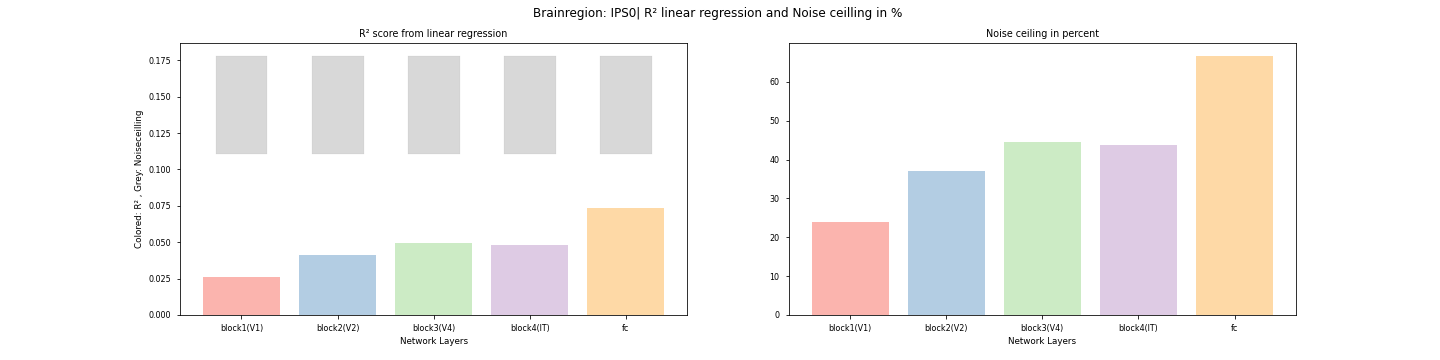 Brainregion: IPS0| R² linear regression and Noise ceilling in %
R² score from linear regression
Colored: R² , Grey: Noiseceilling
0.175
0.150
0.125
0.100
0.075
0.050
0.025
0.000
block1(V1) block2(V2) block3(V4) block4(IT) fc
Network Layers
Noise ceiling in percent
60
50
40
30
20
10
0
block1(V1) block2(V2) block3(V4) block4(IT) fc
Network Layers